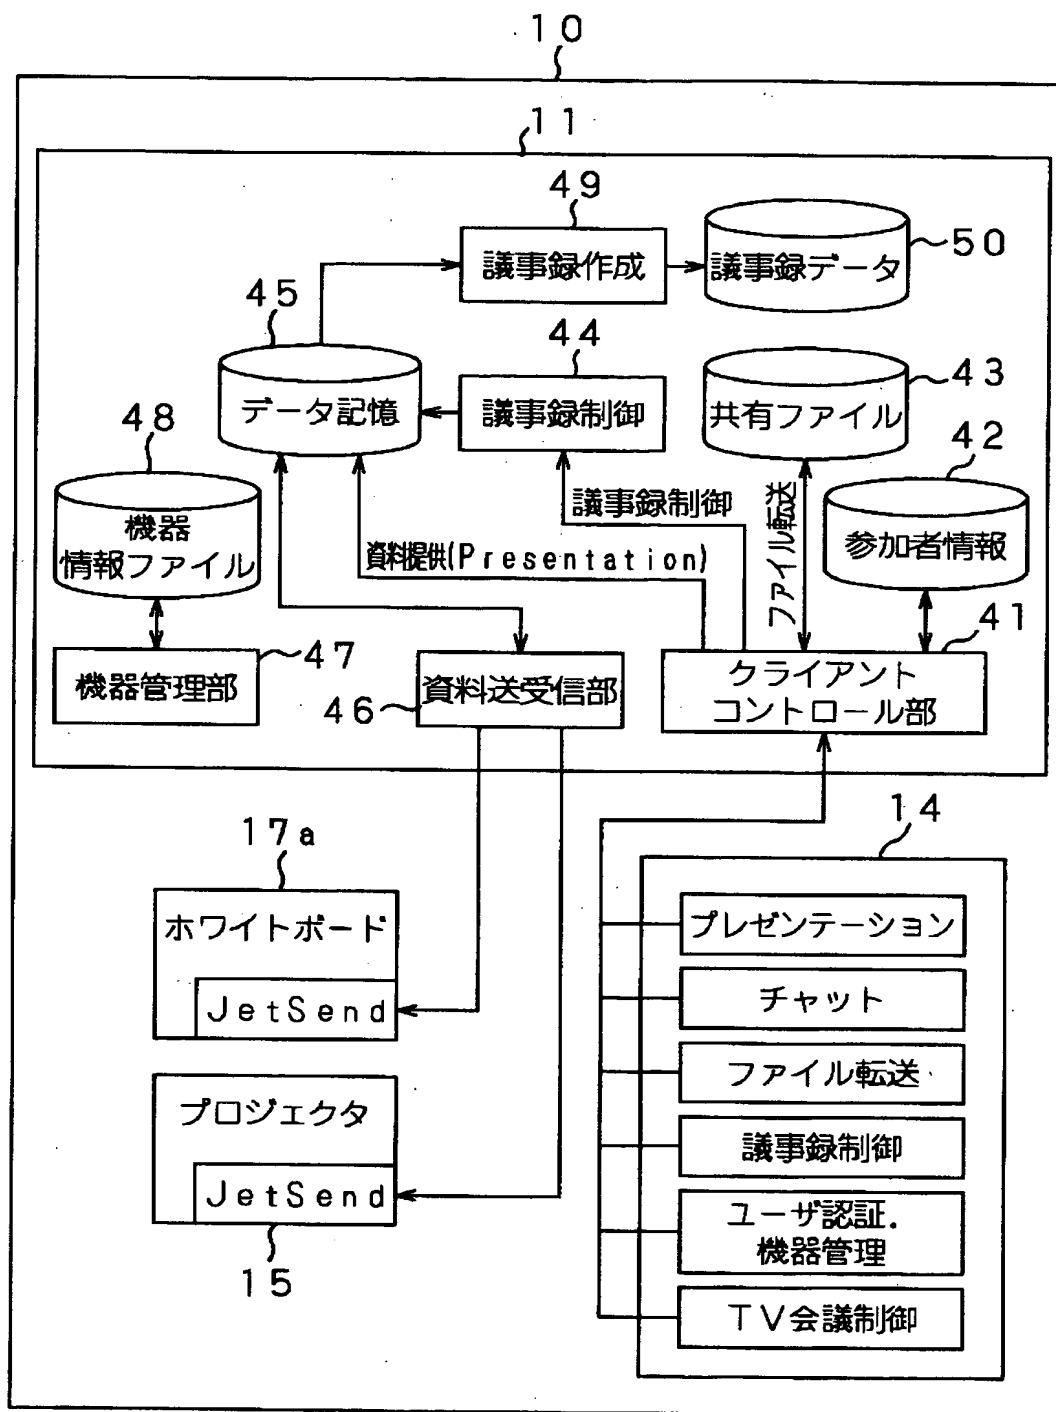 10
11
49
議事録作成
議事録データ
50
45
データ記憶
44
議事録制御
共有ファイル
43
48
機器
情報ファイル
42
参加者情報
議事録制御
資料提供(Presentation)
ファイル転送
機器管理部
47
46
資料送受信部
41
クライアント
コントロール部
17a
ホワイトボード
JetSend
プロジェクタ
JetSend
15
14
プレゼンテーション
チャット
ファイル転送
議事録制御
ユーザ認証.
機器管理
TV会議制御